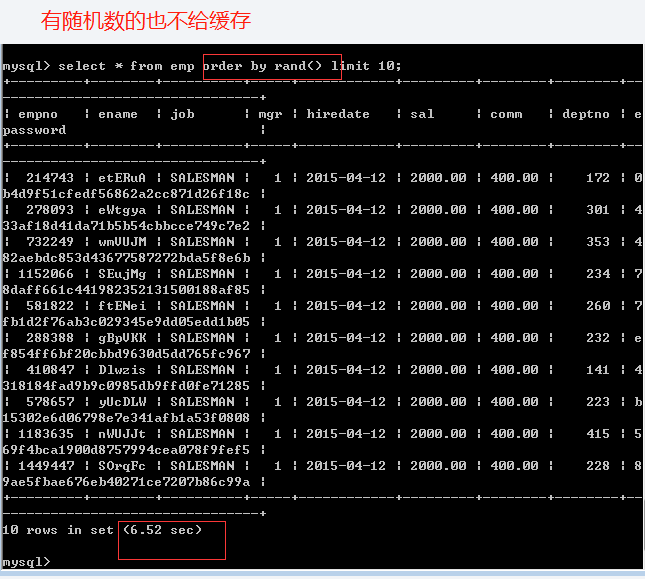 有随机数的也不给缓存
mysql> select * from emp order by rand() limit 10;
+---------+--------+----------+-----+------------+---------+--------+--------+--
--------------------------------+
| empno | ename | job | mgr | hiredate | sal | comm | deptno | e
password |
+---------+--------+----------+-----+------------+---------+--------+--------+--
--------------------------------+
| 214743 | etERuA | SALESMAN | 1 | 2015-04-12 | 2000.00 | 400.00 | 172 | 0
b4d9f51cfedf56862a2cc871d26f18c |
| 278093 | eWtgya | SALESMAN | 1 | 2015-04-12 | 2000.00 | 400.00 | 301 | 4
33af18d41da71b5b54cbbcce749c7e2 |
| 732249 | wmVUJM | SALESMAN | 1 | 2015-04-12 | 2000.00 | 400.00 | 353 | 4
82aebdc853d43677587272bda5f8e6b |
| 1152066 | SEujMg | SALESMAN | 1 | 2015-04-12 | 2000.00 | 400.00 | 234 | 7
8daff661c441982352131500188af85 |
| 581822 | ftENei | SALESMAN | 1 | 2015-04-12 | 2000.00 | 400.00 | 260 | 7
fb1d2f76ab3c029345e9dd05edd1b05 |
| 288388 | gBpVKK | SALESMAN | 1 | 2015-04-12 | 2000.00 | 400.00 | 232 | e
f854ff6bf20cbbd9630d5dd765fc967 |
| 410847 | Dlwzis | SALESMAN | 1 | 2015-04-12 | 2000.00 | 400.00 | 141 | 4
318184fad9b9c0985db9ffd0fe71285 |
| 578657 | yUcDLW | SALESMAN | 1 | 2015-04-12 | 2000.00 | 400.00 | 223 | b
15302e6d06798e7e341afb1a53f0808 |
| 1183635 | nWUJJt | SALESMAN | 1 | 2015-04-12 | 2000.00 | 400.00 | 415 | 5
69f4bca1900d8757994cea078f9fef5 |
| 1449447 | SOrqFc | SALESMAN | 1 | 2015-04-12 | 2000.00 | 400.00 | 228 | 8
9ae5fbae676eb40271ce7207b86c99a |
+---------+--------+----------+-----+------------+---------+--------+--------+--
--------------------------------+
10 rows in set (6.52 sec)
mysql>